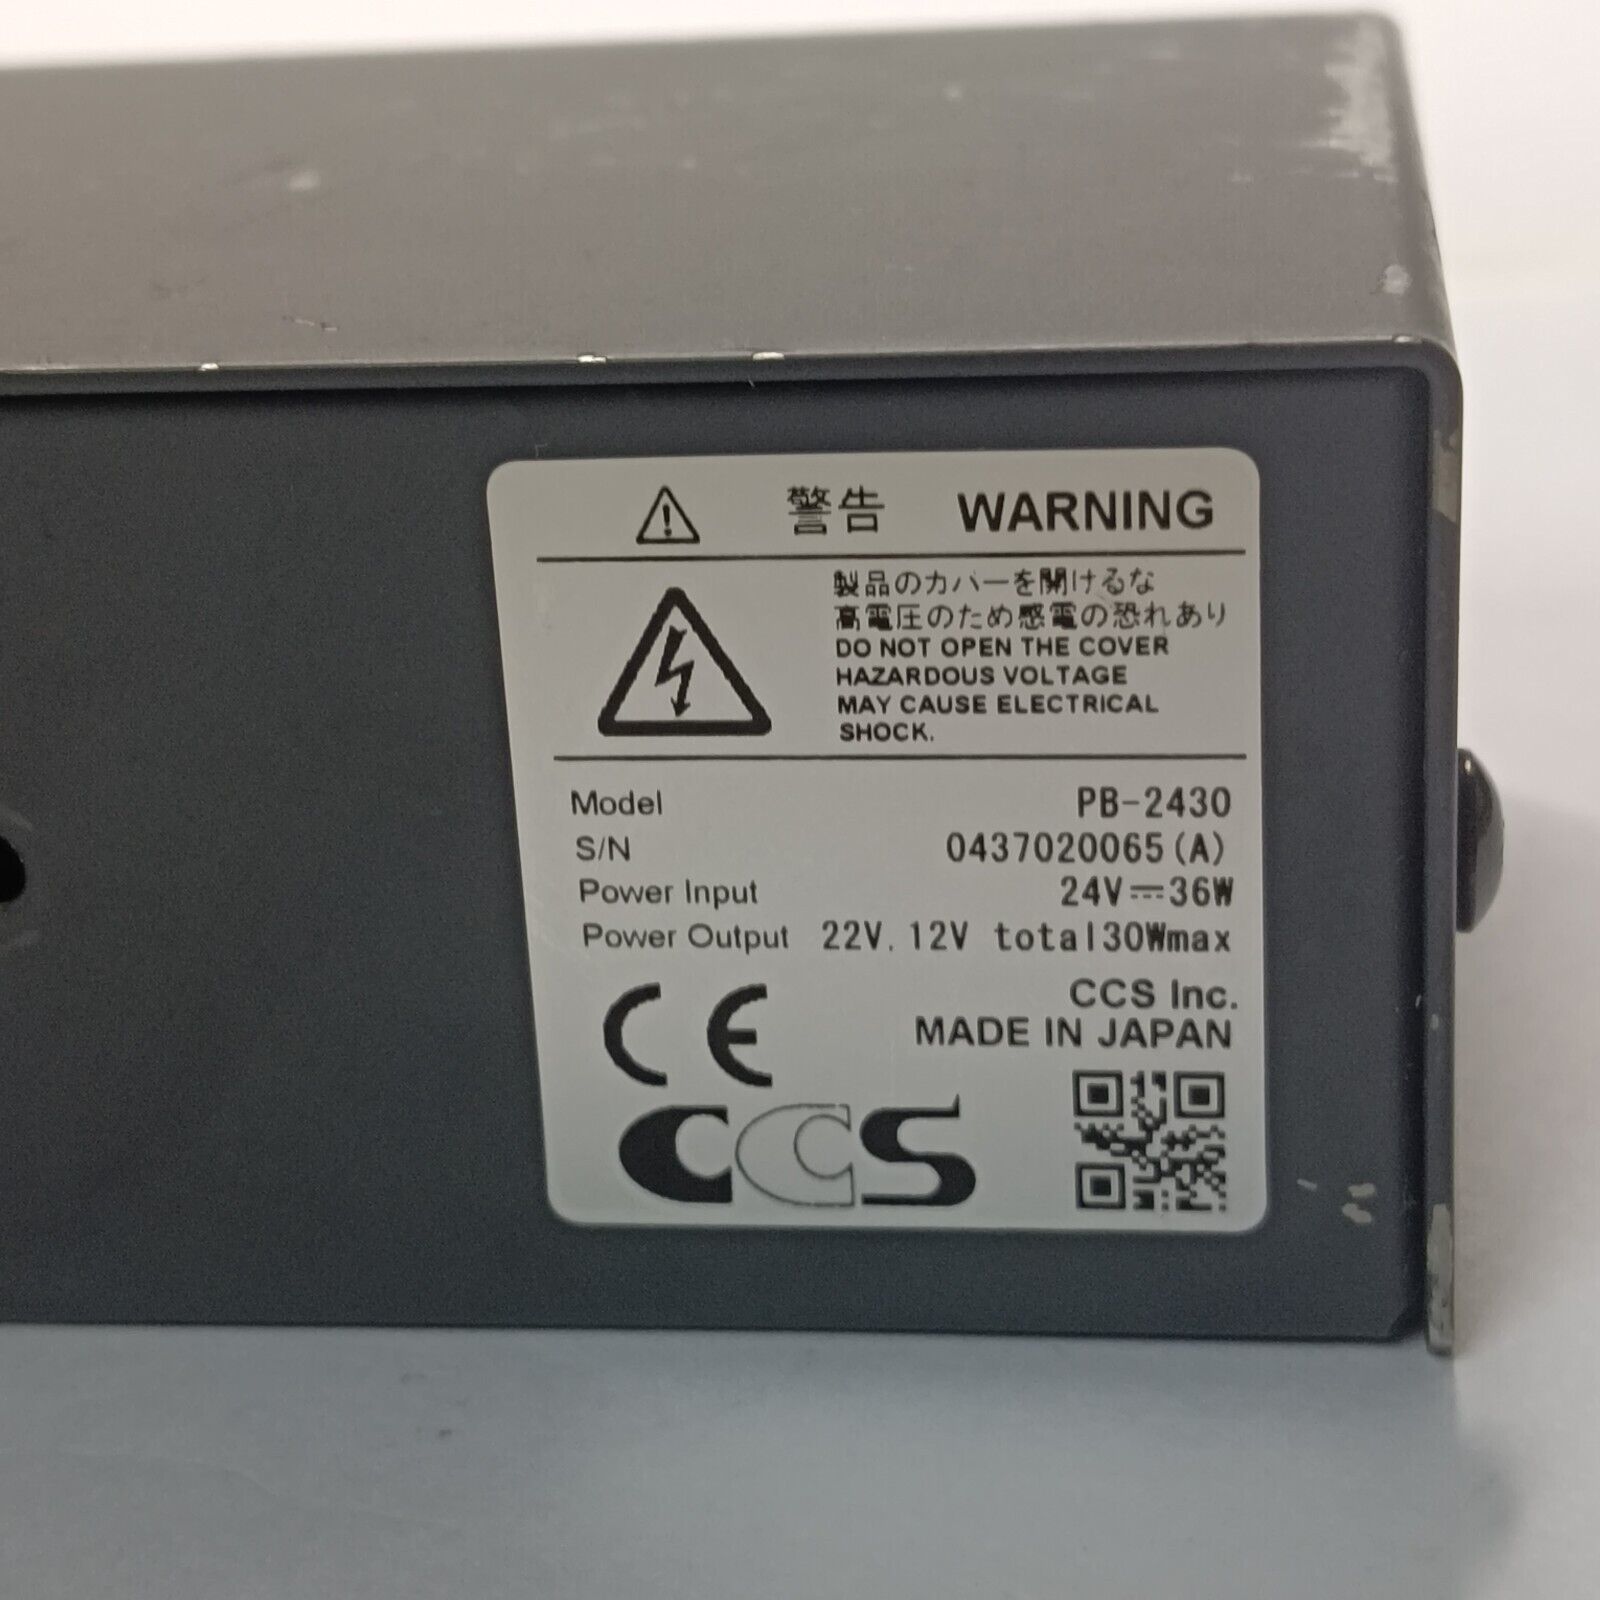 警告 WARNING
製品のカバーを開けるな
高電圧のため感電の恐れあり
DO NOT OPEN THE COVER
HAZARDOUS VOLTAGE
MAY CAUSE ELECTRICAL
SHOCK.
Model PB-2430
S/N 0437020065(A)
Power Input 24V⎓36W
Power Output 22V. 12V total30Wmax
CCS Inc.
MADE IN JAPAN
CE
CCS